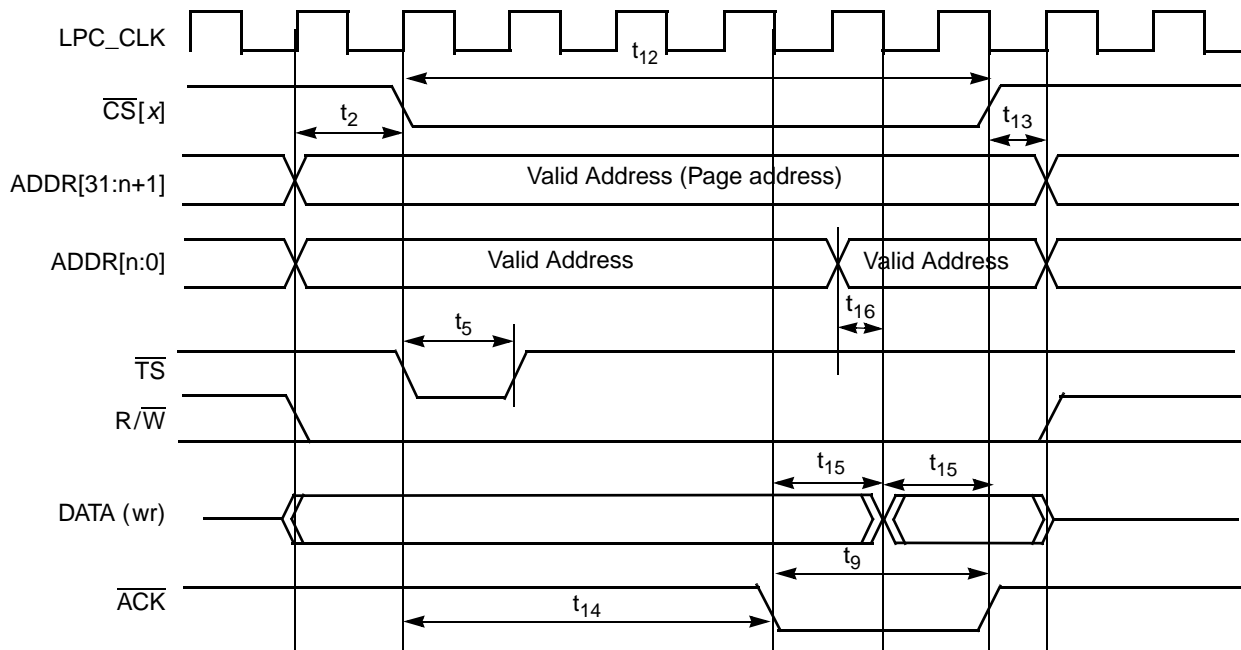 LPC_CLK
t12
CS[x]
t2
t13
ADDR[31:n+1]
Valid Address (Page address)
ADDR[n:0]
Valid Address
Valid Address
t16
t5
TS
R/W
t15
t15
DATA (wr)
t9
ACK
t14